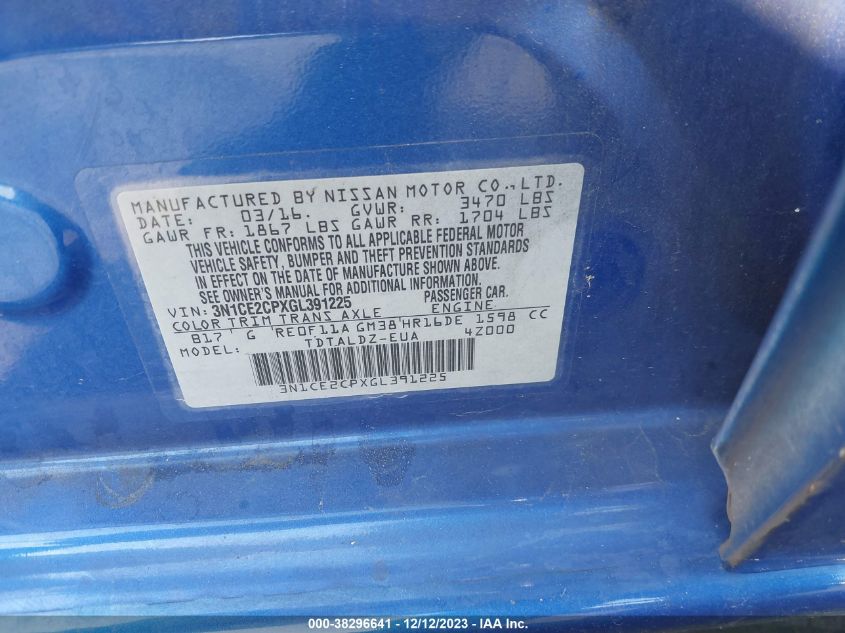 MANUFACTURED BY NISSAN MOTOR CO.,LTD.
DATE: 03/16. GVWR: 3470 LBS
GAWR FR: 1867 LBS GAWR RR: 1704 LBS
THIS VEHICLE CONFORMS TO ALL APPLICABLE FEDERAL MOTOR
VEHICLE SAFETY, BUMPER AND THEFT PREVENTION STANDARDS
IN EFFECT ON THE DATE OF MANUFACTURE SHOWN ABOVE.
SEE OWNER'S MANUAL FOR ADDITIONAL INFORMATION.
VIN: 3N1CE2CPXGL391225 PASSENGER CAR.
COLOR TRIM TRANS AXLE ENGINE
B17 G RE0F11A GM38 HR16DE 1598 CC
MODEL: TDTALDZ-EUA 4Z000
3N1CE2CPXGL391225
000-38296641 - 12/12/2023 - IAA Inc.